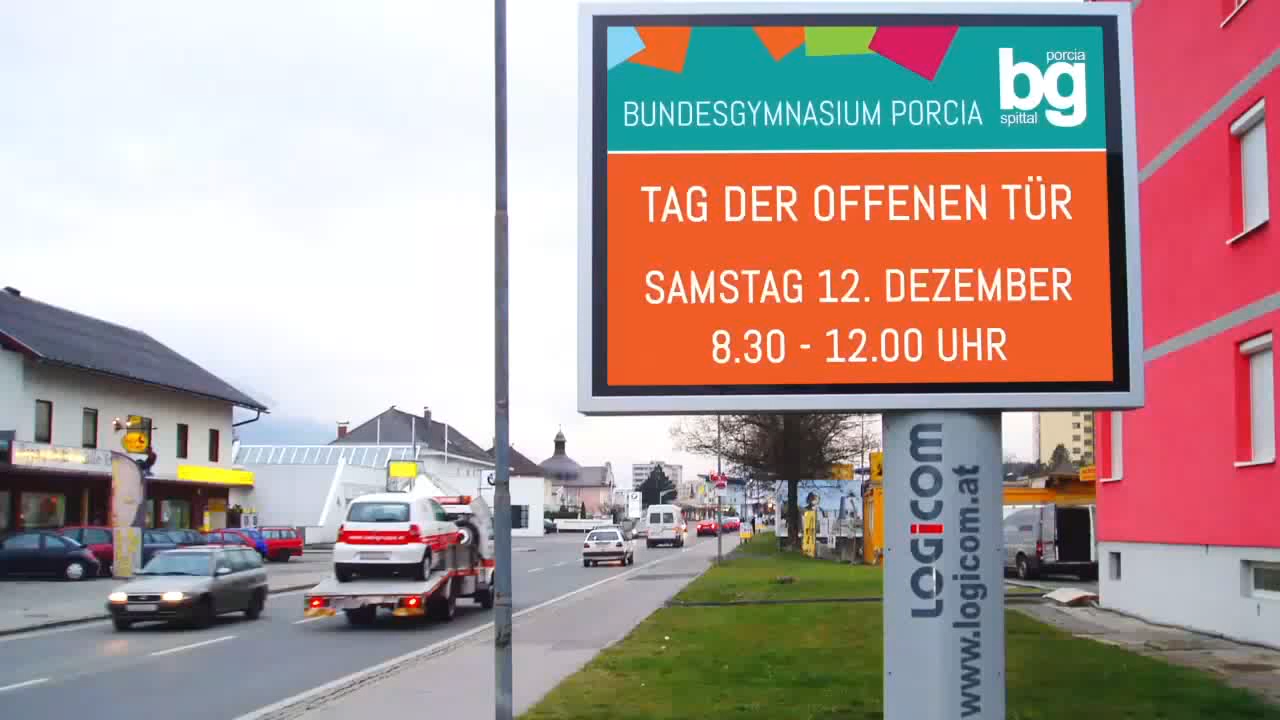 BUNDESGYMNASIUM PORCIA
porcia
bg
spittal
TAG DER OFFENEN TÜR
SAMSTAG 12. DEZEMBER
8.30 - 12.00 UHR
LOGICOM
www.logicom.at